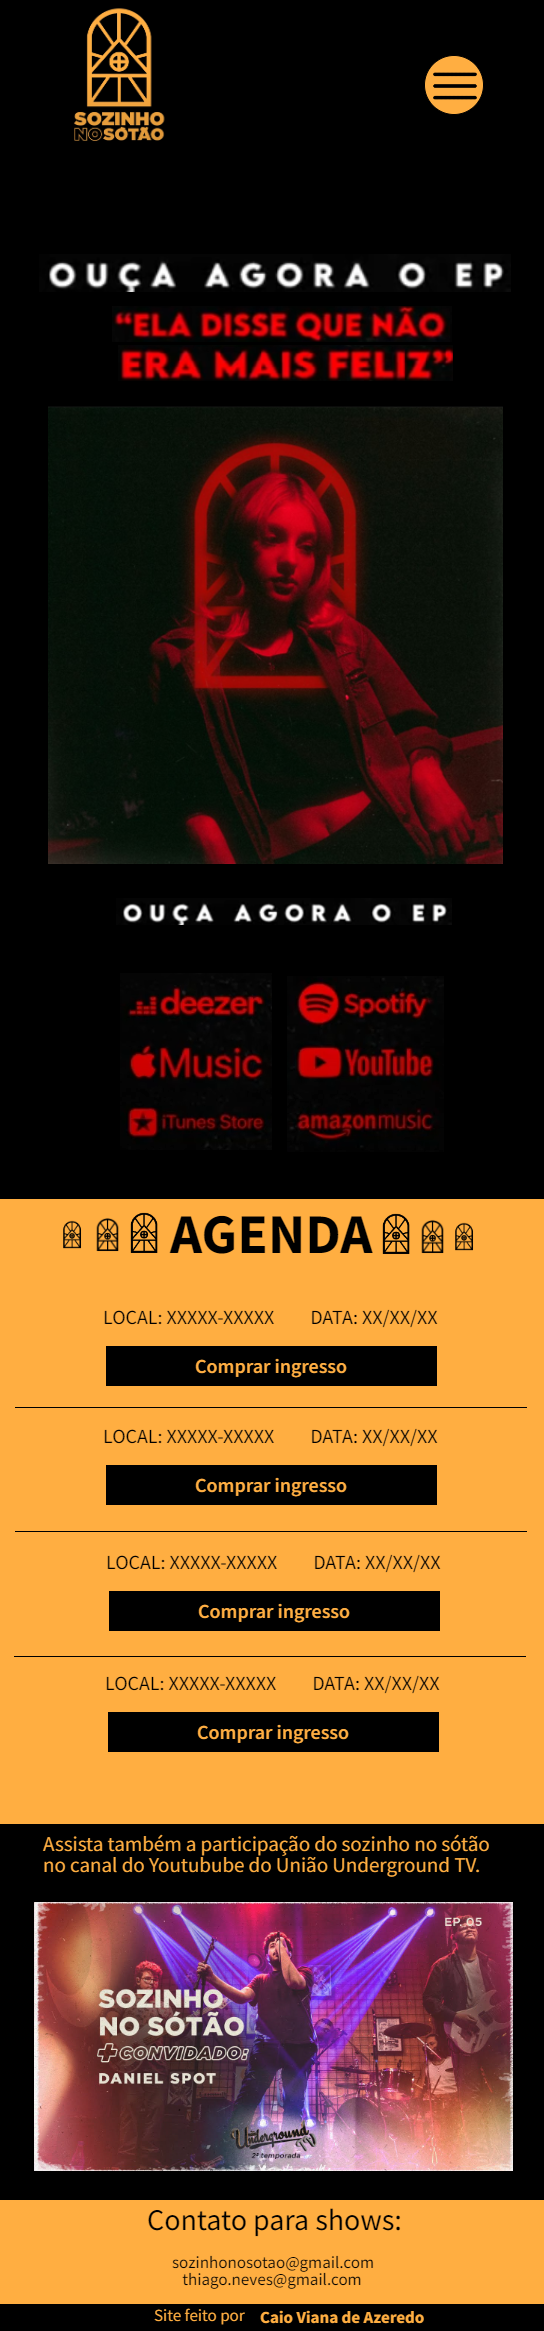 SOZINHO
NO SÓTÃO
OUÇA AGORA O EP
“ELA DISSE QUE NÃO
ERA MAIS FELIZ”
OUÇA AGORA O EP
deezer
Spotify
Music
YouTube
iTunes Store
amazon music
AGENDA
LOCAL: XXXXX-XXXXX DATA: XX/XX/XX
Comprar ingresso
LOCAL: XXXXX-XXXXX DATA: XX/XX/XX
Comprar ingresso
LOCAL: XXXXX-XXXXX DATA: XX/XX/XX
Comprar ingresso
LOCAL: XXXXX-XXXXX DATA: XX/XX/XX
Comprar ingresso
Assista também a participação do sozinho no sótão
no canal do Youtubube do União Underground TV.
EP. 05
SOZINHO
NO SÓTÃO
+CONVIDADO:
DANIEL SPOT
Underground
TV
2ª temporada
Contato para shows:
sozinhonosotao@gmail.com
thiago.neves@gmail.com
Site feito por Caio Viana de Azeredo